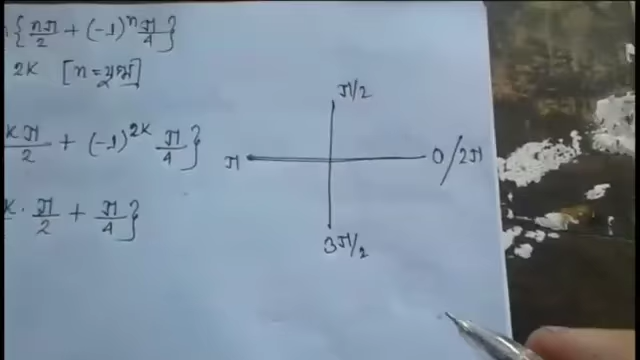 {nπ/2 + (-1)^n π/4}
2K [n = যুগ্ম]
Kπ/2 + (-1)^2K π/4}
K · π/2 + π/4}
π/2
π
0/2π
3π/2